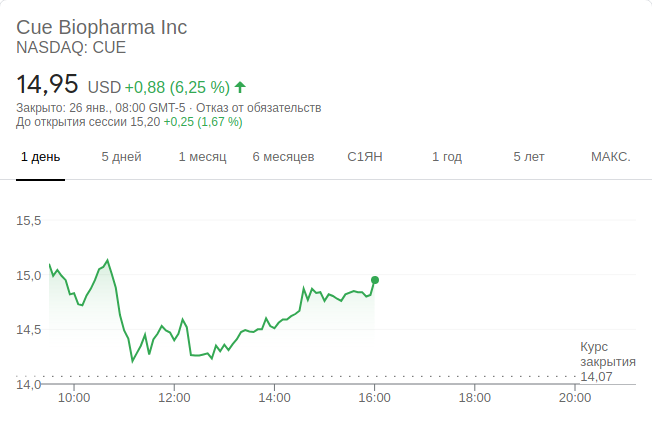 Cue Biopharma Inc
NASDAQ: CUE
14,95 USD +0,88 (6,25 %)
Закрыто: 26 янв., 08:00 GMT-5 · Отказ от обязательств
До открытия сессии 15,20 +0,25 (1,67 %)
1 день 5 дней 1 месяц 6 месяцев С1ЯН 1 год 5 лет МАКС.
15,5
15,0
14,5
Курс
закрытия
14,07
14,0
10:00 12:00 14:00 16:00 18:00 20:00